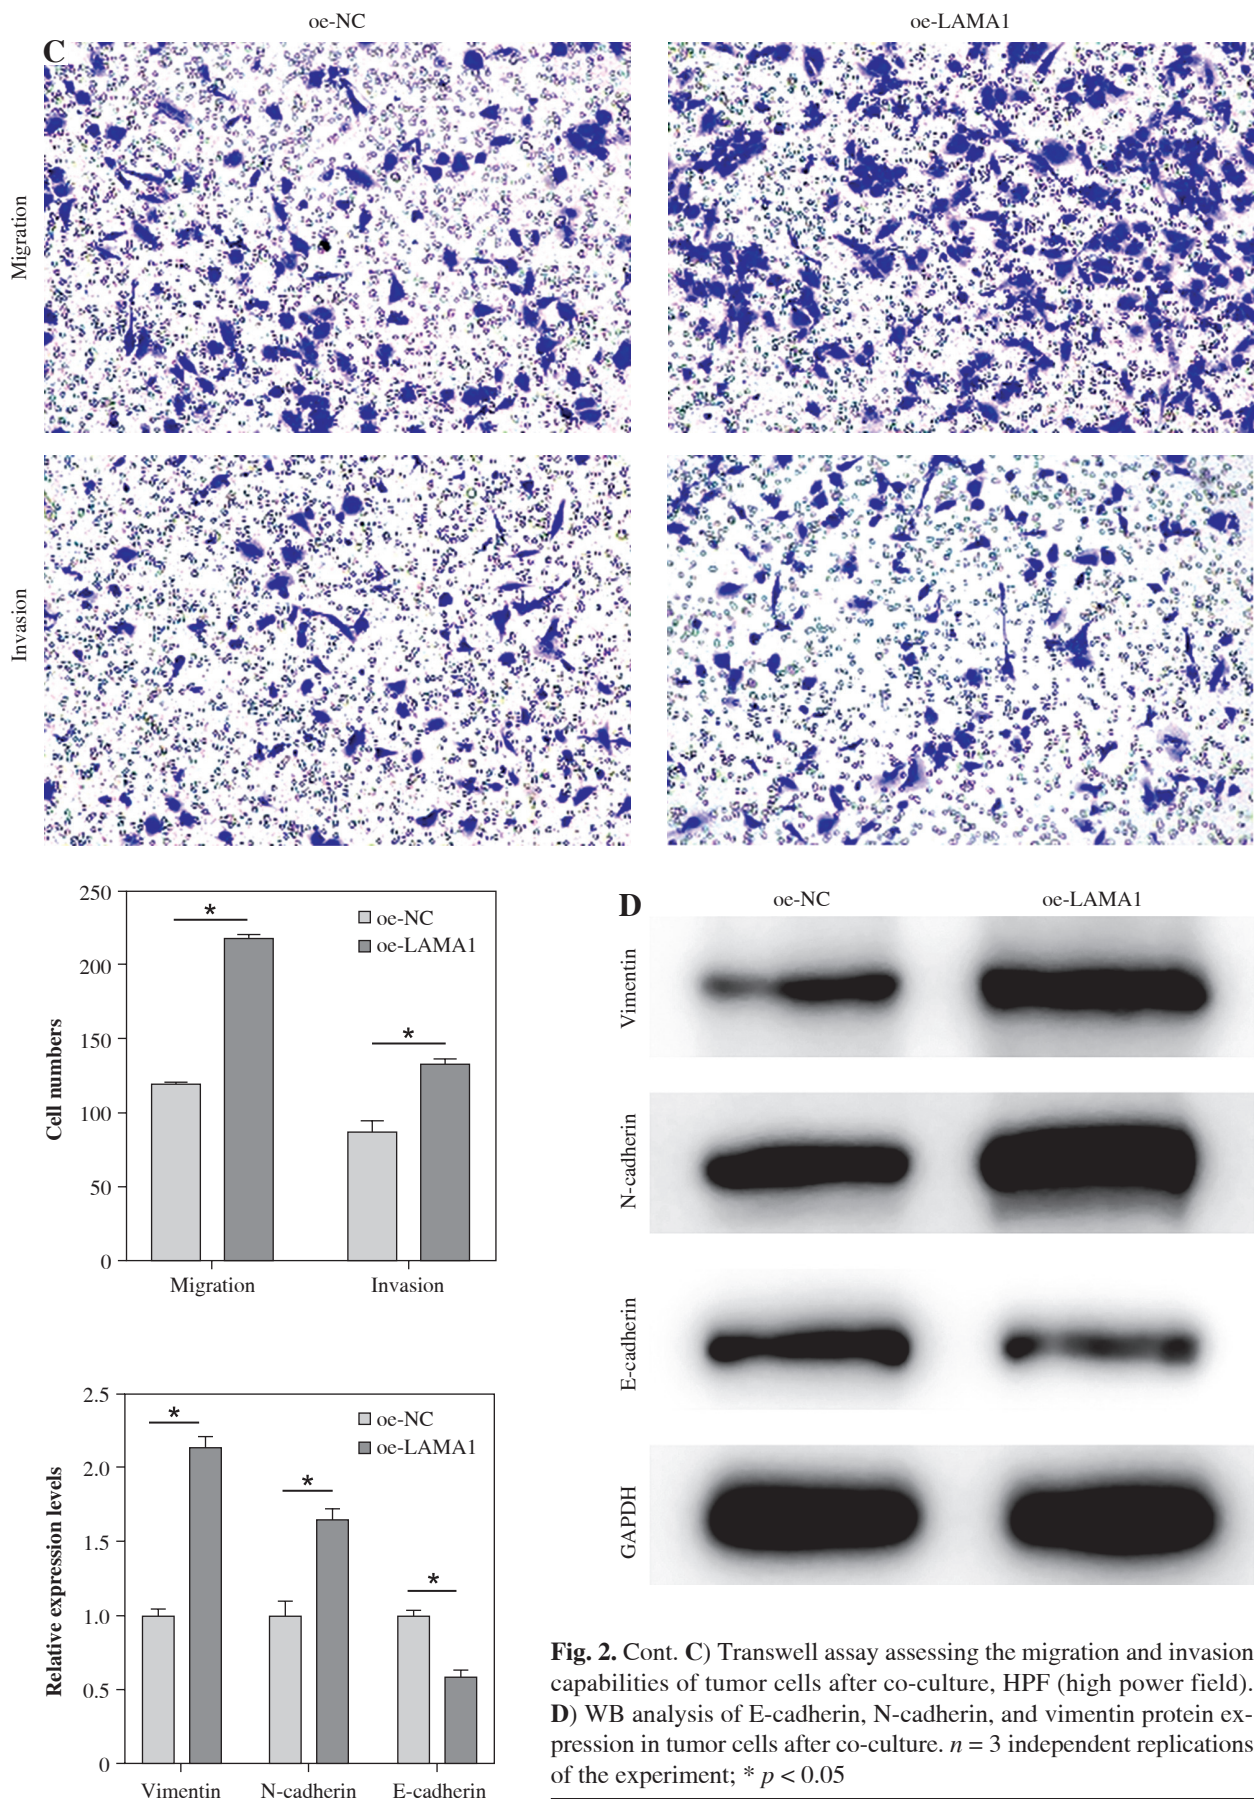 oe-NC
oe-LAMA1
C
Migration
Invasion
250
200
150
100
50
0
Cell numbers
*
*
oe-NC
oe-LAMA1
Migration
Invasion
2.5
2.0
1.5
1.0
0.5
0
Relative expression levels
*
*
*
oe-NC
oe-LAMA1
Vimentin
N-cadherin
E-cadherin
D
oe-NC
oe-LAMA1
Vimentin
N-cadherin
E-cadherin
GAPDH
Fig. 2. Cont. C) Transwell assay assessing the migration and invasion
capabilities of tumor cells after co-culture, HPF (high power field).
D) WB analysis of E-cadherin, N-cadherin, and vimentin protein ex-
pression in tumor cells after co-culture. n = 3 independent replications
of the experiment; * p < 0.05